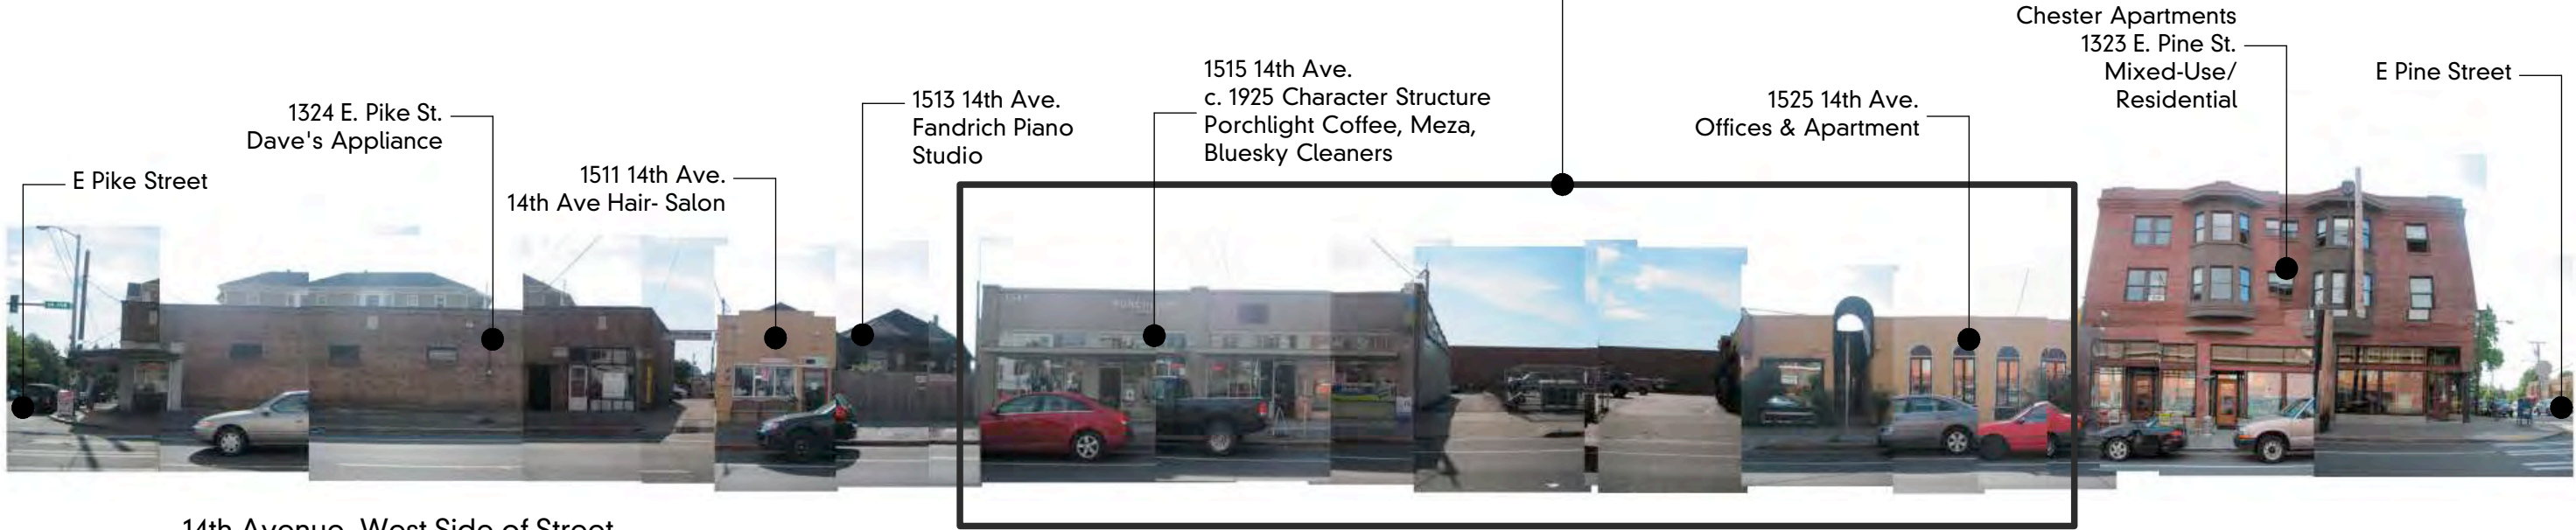 Chester Apartments
1323 E. Pine St.
Mixed-Use/
Residential
E Pine Street
1515 14th Ave.
c. 1925 Character Structure
Porchlight Coffee, Meza,
Bluesky Cleaners
1513 14th Ave.
Fandrich Piano
Studio
1525 14th Ave.
Offices & Apartment
1324 E. Pike St.
Dave's Appliance
1511 14th Ave.
14th Ave Hair- Salon
E Pike Street
14th Avenue, West Side of Street